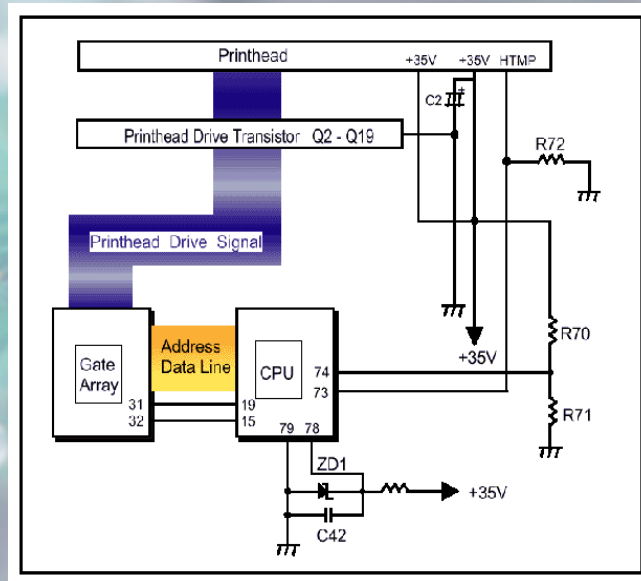 Printhead
+35V +35V HTMP
C2 +
Printhead Drive Transistor Q2 - Q19
R72
Printhead Drive Signal
Gate Array
Address Data Line
CPU
R70
+35V
74
73
31 19
32 15
R71
79 78
ZD1
+35V
C42